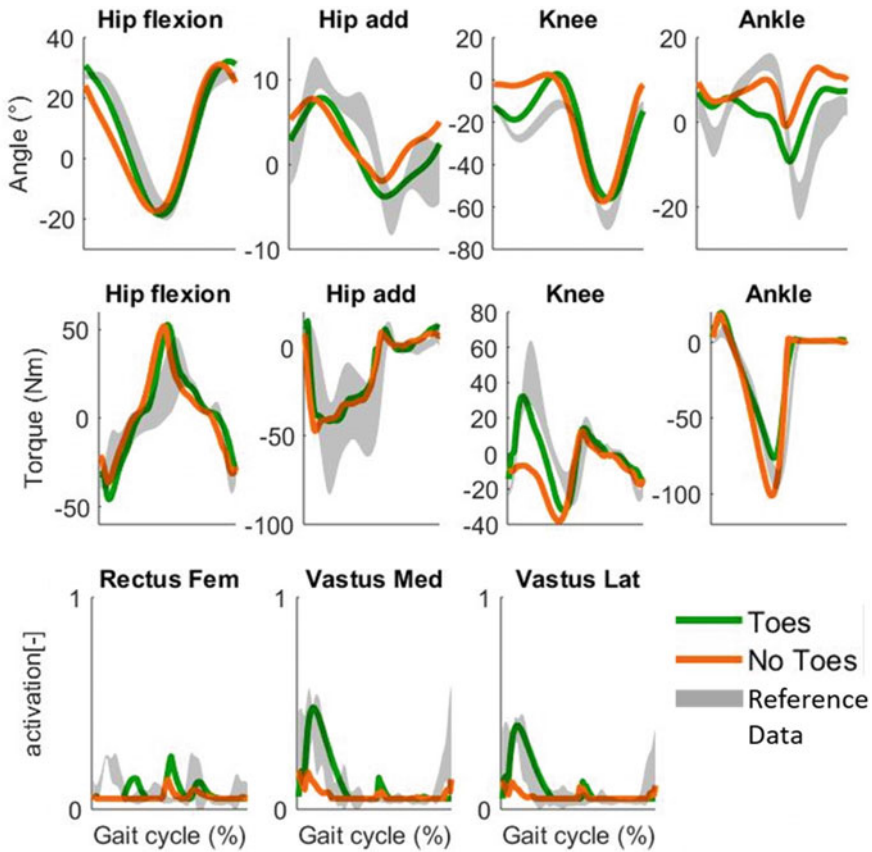 Hip flexion Hip add Knee Ankle
40 20 20
10
20 0
Angle (°)
0 0 -20 0
-40
-20 -60 -20
-10 -80
Hip flexion Hip add Knee Ankle
50 0 80 0
60
Torque (Nm)
0 40 -50
-50 20
0
-50 -20 -100
-100 -40
Rectus Fem Vastus Med Vastus Lat
1 1 1
activation[-]
Toes
No Toes
Reference
Data
0 0 0
Gait cycle (%) Gait cycle (%) Gait cycle (%)